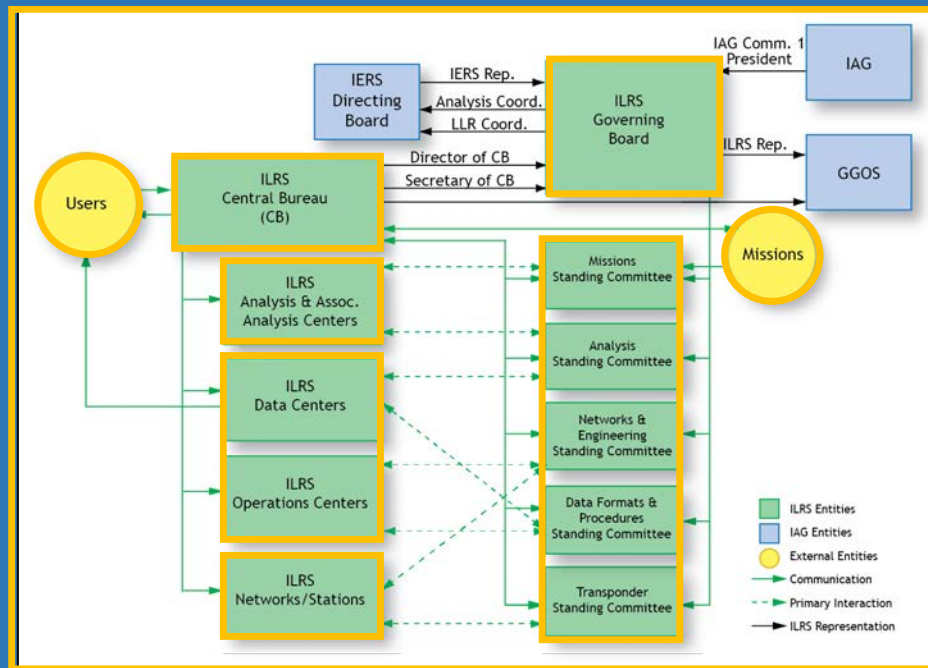 IAG Comm. 1
President
IAG
IERS
Directing
Board
IERS Rep.
Analysis Coord.
LLR Coord.
ILRS
Governing
Board
ILRS Rep.
GGOS
Director of CB
Secretary of CB
Users
ILRS
Central Bureau
(CB)
Missions
ILRS
Analysis & Assoc.
Analysis Centers
Missions
Standing Committee
ILRS
Data Centers
Analysis
Standing Committee
Networks &
Engineering
Standing Committee
ILRS
Operations Centers
Data Formats &
Procedures
Standing Committee
ILRS
Networks/Stations
Transponder
Standing Committee
ILRS Entities
IAG Entities
External Entities
Communication
Primary Interaction
ILRS Representation